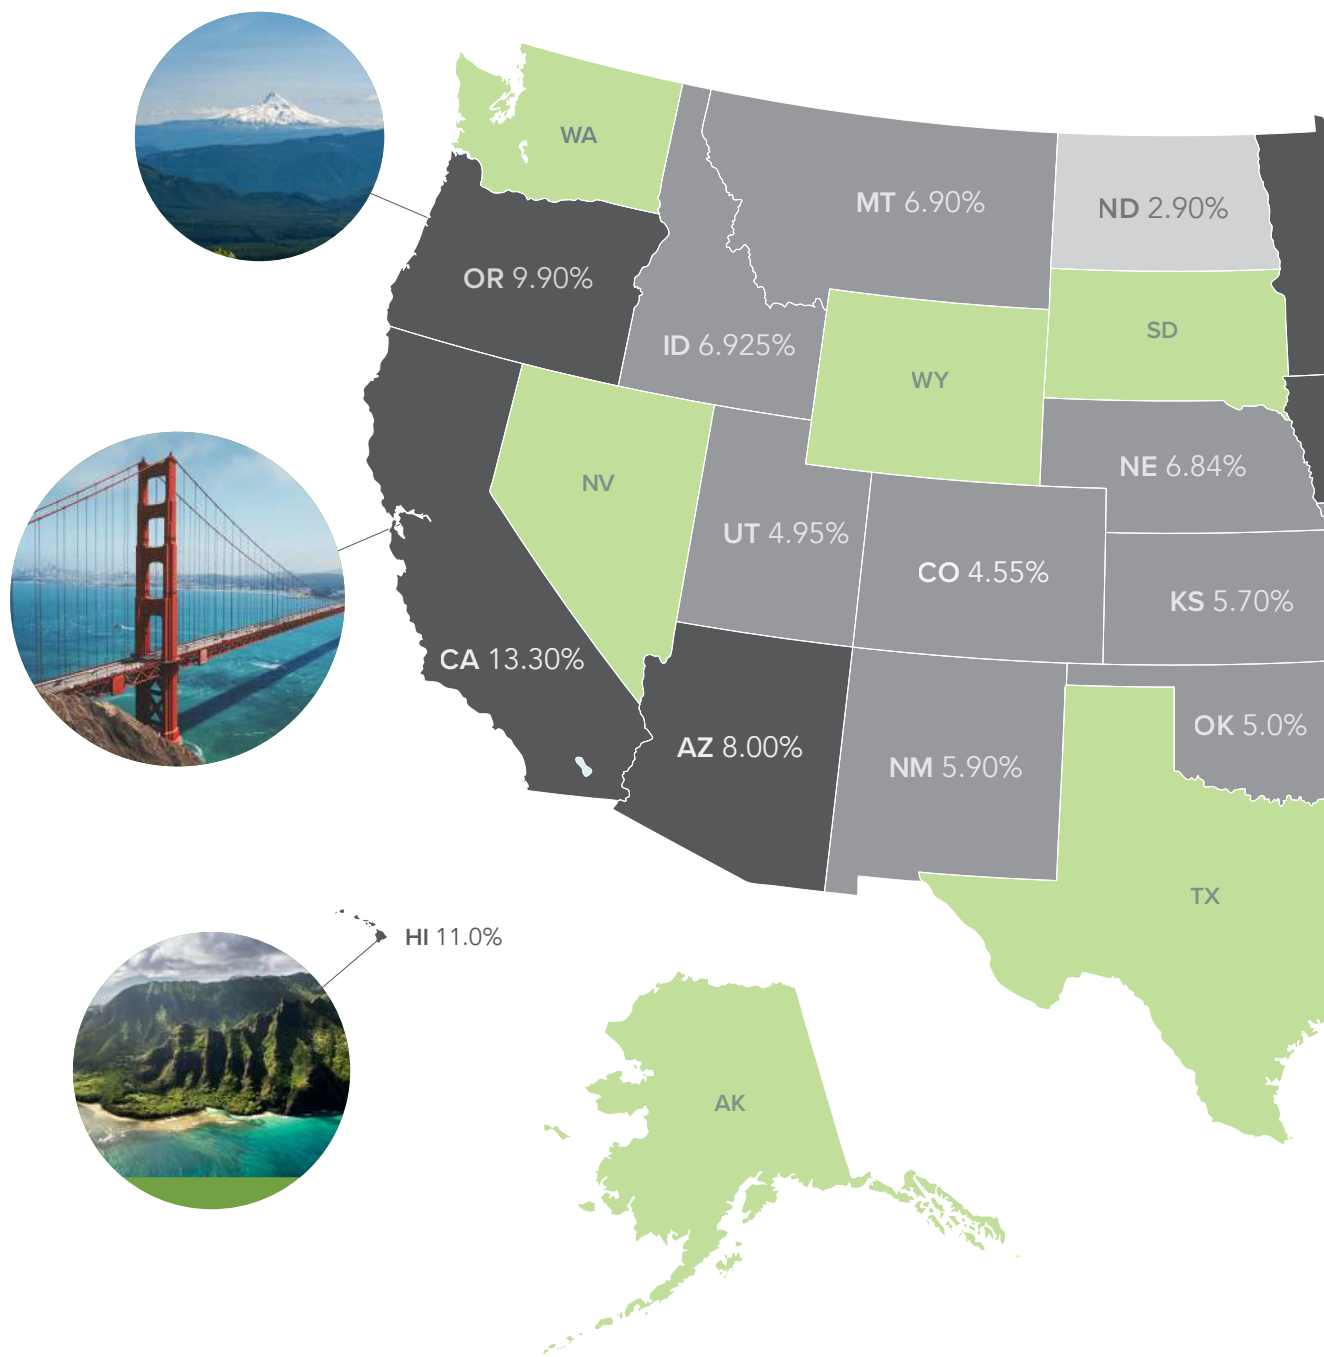 WA
MT 6.90%
ND 2.90%
OR 9.90%
ID 6.925%
SD
WY
NE 6.84%
NV
UT 4.95%
CO 4.55%
KS 5.70%
CA 13.30%
AZ 8.00%
NM 5.90%
OK 5.0%
TX
HI 11.0%
AK